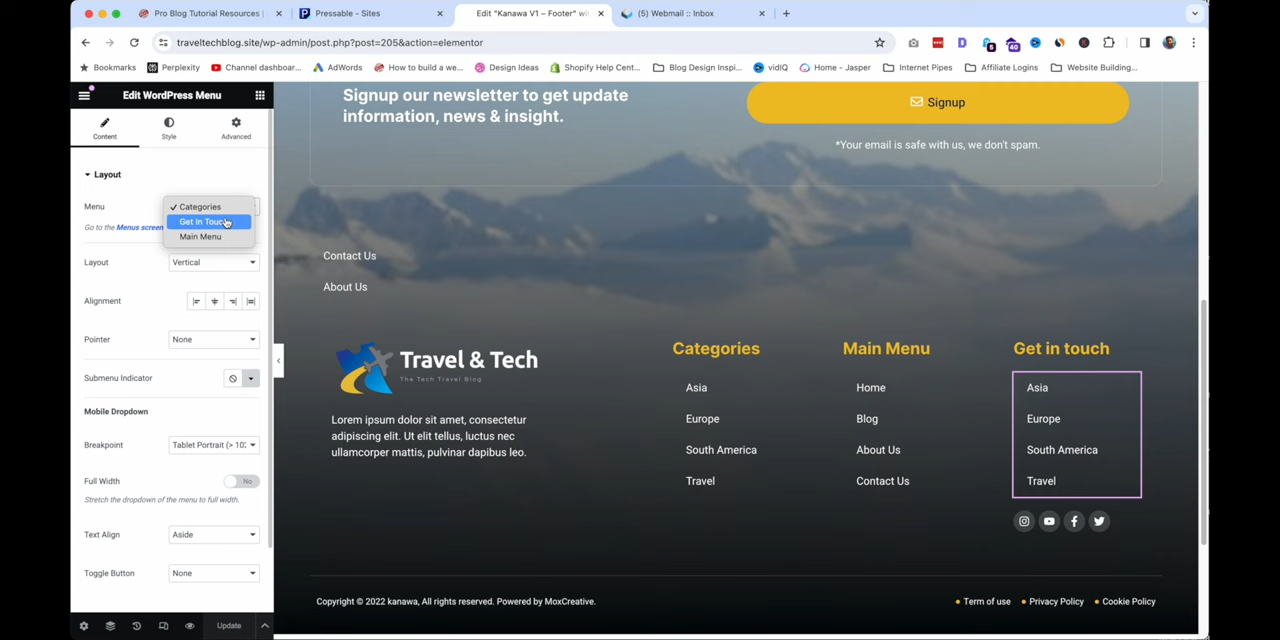 Pro Blog Tutorial Resources |
Pressable - Sites
Edit "Kanawa V1 – Footer" wi
(5) Webmail :: Inbox
traveltechblog.site/wp-admin/post.php?post=205&action=elementor
5
40
Bookmarks
Perplexity
Channel dashboar...
AdWords
How to build a we...
Design Ideas
Shopify Help Cent...
Blog Design Inspi...
vidIQ
Home - Jasper
Internet Pipes
Affiliate Logins
Website Building...
Edit WordPress Menu
Content
Style
Advanced
Layout
Menu
Categories
Get In Touch
Main Menu
Go to the Menus screen
Layout
Vertical
Alignment
Pointer
None
Submenu Indicator
Mobile Dropdown
Breakpoint
Tablet Portrait (> 102
Full Width
No
Stretch the dropdown of the menu to full width.
Text Align
Aside
Toggle Button
None
Update
Signup our newsletter to get update
information, news & insight.
Signup
*Your email is safe with us, we don't spam.
Contact Us
About Us
Travel & Tech
The Tech Travel Blog
Lorem ipsum dolor sit amet, consectetur
adipiscing elit. Ut elit tellus, luctus nec
ullamcorper mattis, pulvinar dapibus leo.
Categories
Asia
Europe
South America
Travel
Main Menu
Home
Blog
About Us
Contact Us
Get in touch
Asia
Europe
South America
Travel
Copyright © 2022 kanawa, All rights reserved. Powered by MoxCreative.
Term of use
Privacy Policy
Cookie Policy